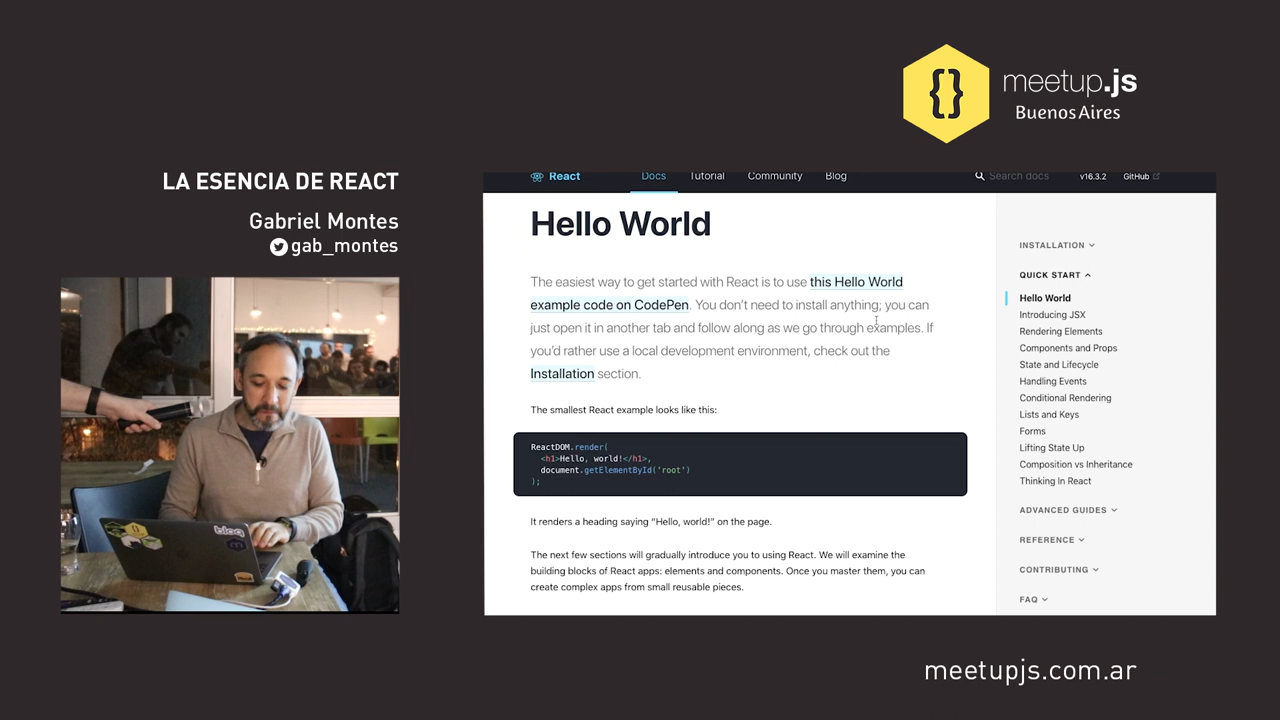 {} meetup.js
Buenos Aires
LA ESENCIA DE REACT
Gabriel Montes
gab_montes
React Docs Tutorial Community Blog Search docs v16.3.2 GitHub
Hello World
The easiest way to get started with React is to use this Hello World
example code on CodePen. You don’t need to install anything; you can
just open it in another tab and follow along as we go through examples. If
you’d rather use a local development environment, check out the
Installation section.
The smallest React example looks like this:
ReactDOM.render(
<h1>Hello, world!</h1>,
document.getElementById('root')
);
It renders a heading saying “Hello, world!” on the page.
The next few sections will gradually introduce you to using React. We will examine the
building blocks of React apps: elements and components. Once you master them, you can
create complex apps from small reusable pieces.
INSTALLATION
QUICK START
Hello World
Introducing JSX
Rendering Elements
Components and Props
State and Lifecycle
Handling Events
Conditional Rendering
Lists and Keys
Forms
Lifting State Up
Composition vs Inheritance
Thinking In React
ADVANCED GUIDES
REFERENCE
CONTRIBUTING
FAQ
bloq
meetupjs.com.ar